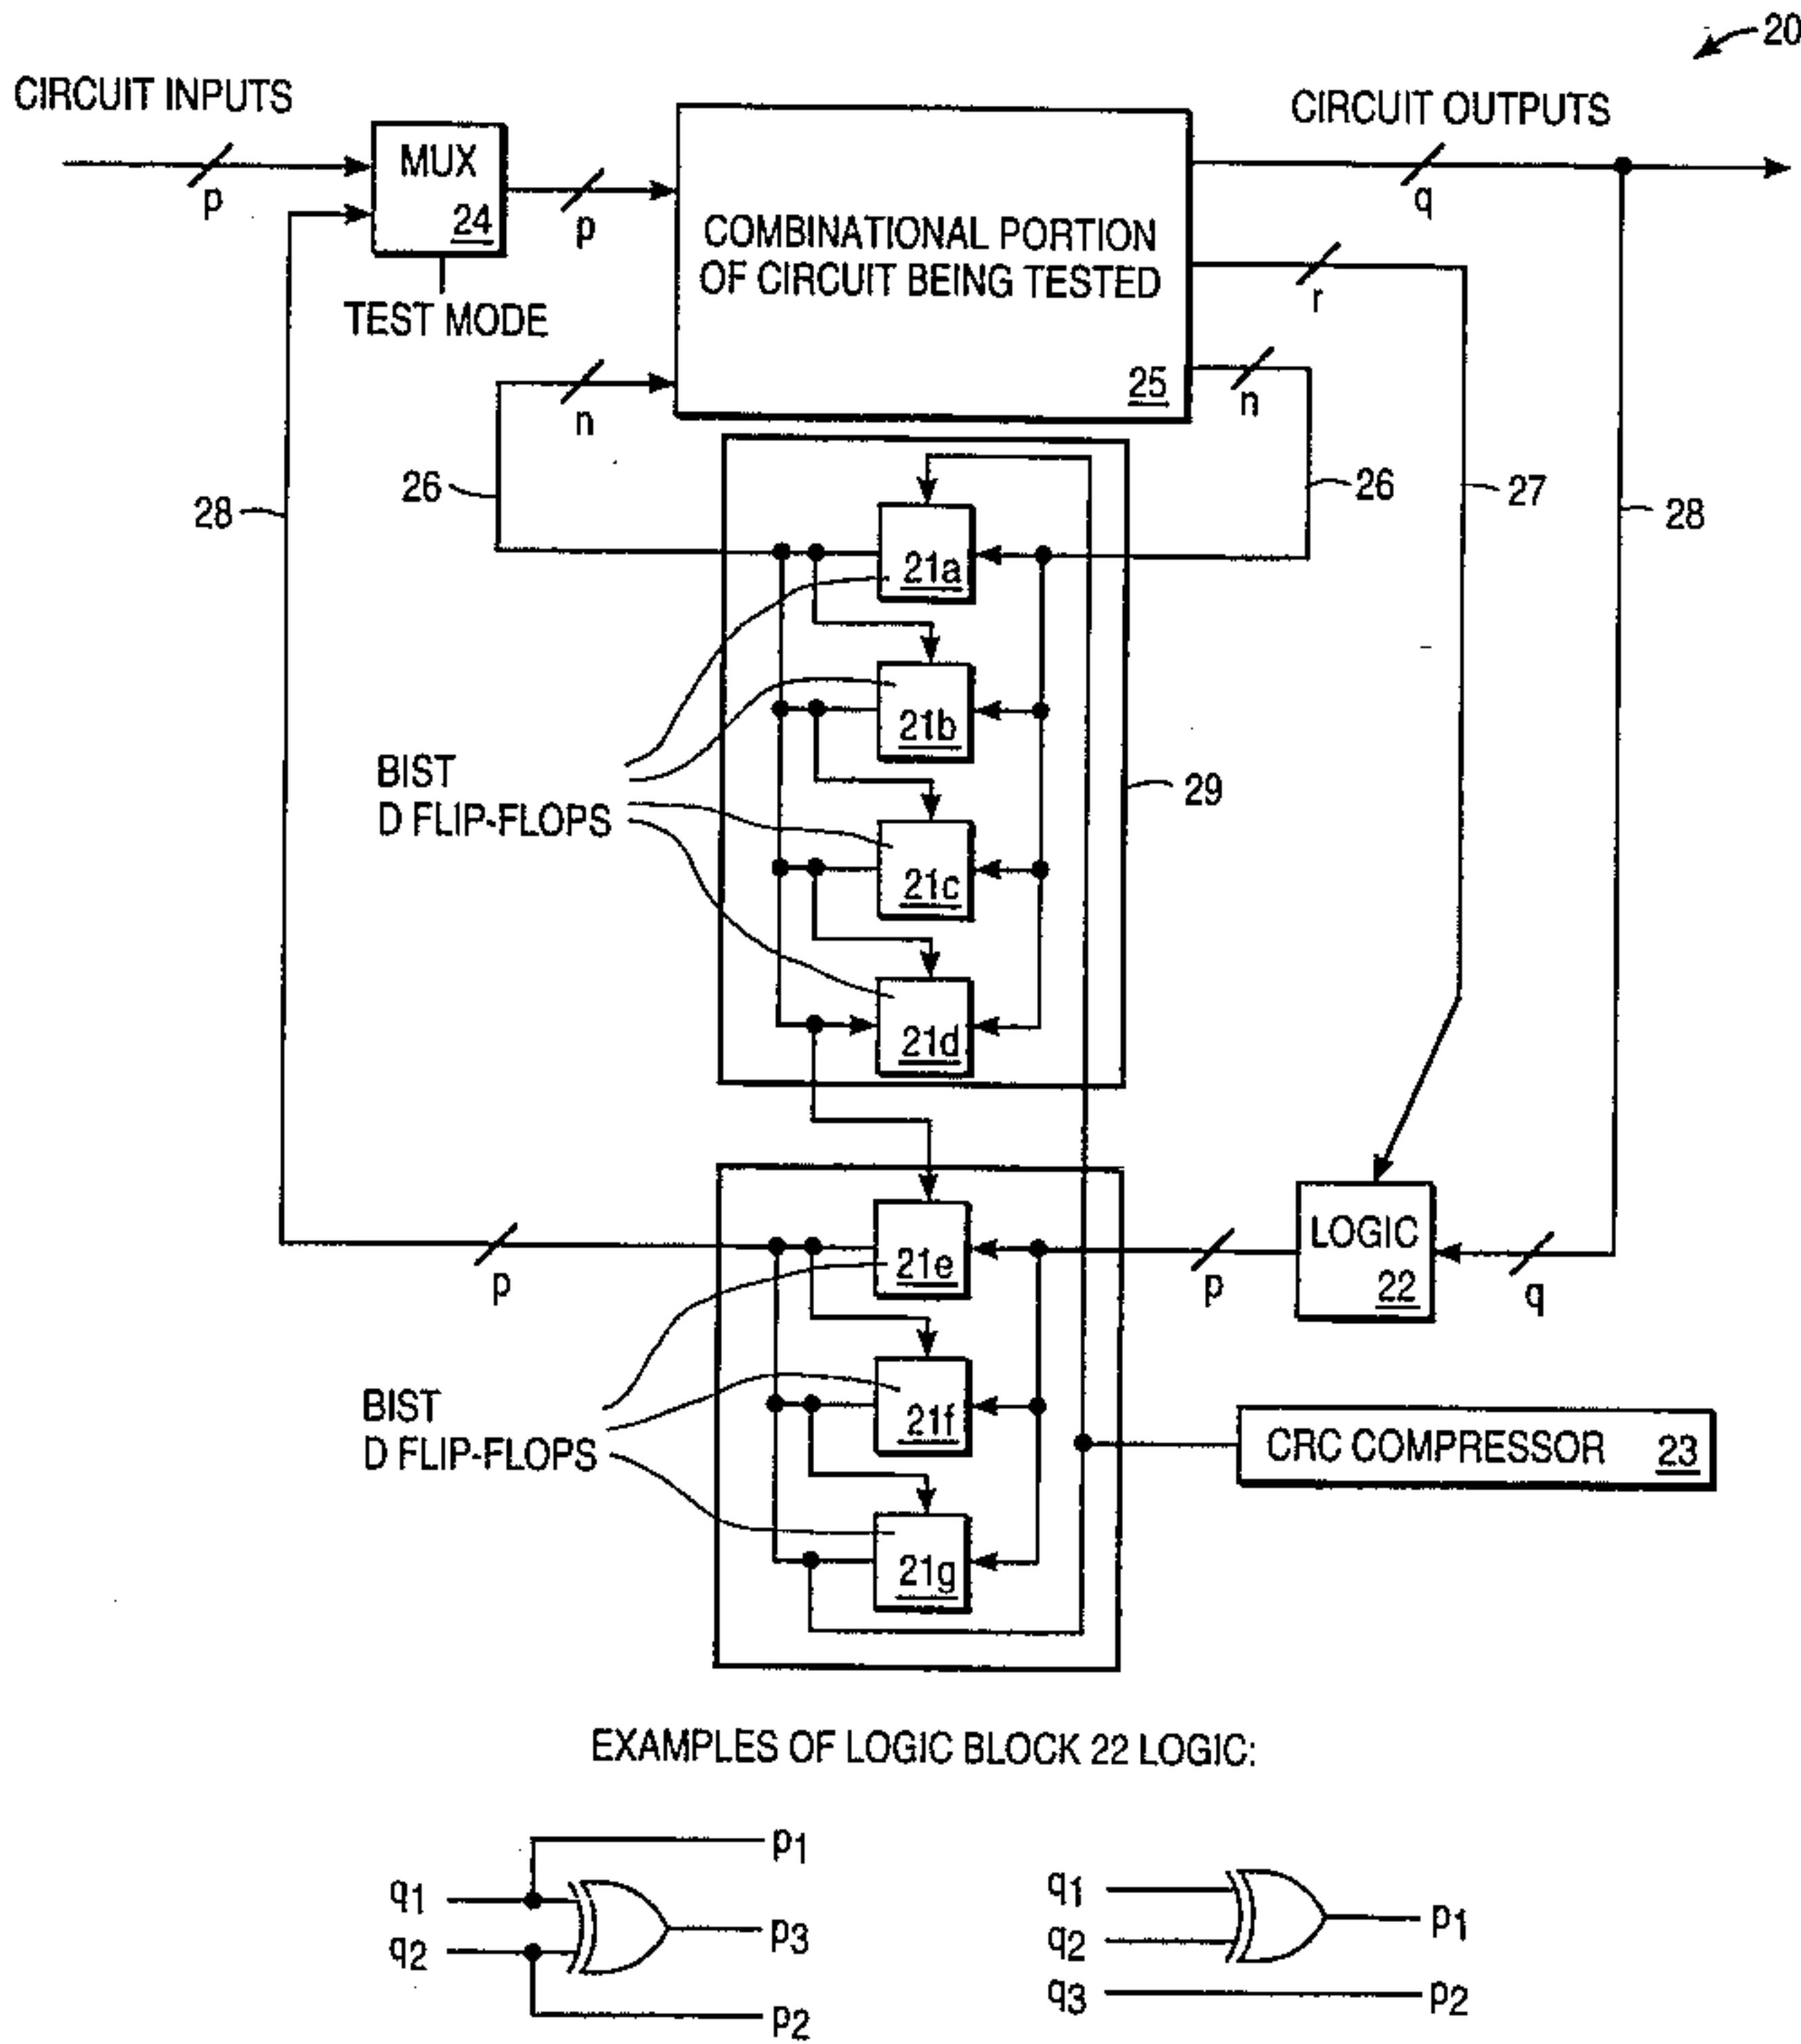 20
CIRCUIT INPUTS
CIRCUIT OUTPUTS
MUX
24
p
p
q
COMBINATIONAL PORTION
OF CIRCUIT BEING TESTED
25
TEST MODE
r
n
n
28
26
26
27
28
21a
21b
BIST
D FLIP-FLOPS
29
21c
21d
LOGIC
22
p
21e
p
q
BIST
D FLIP-FLOPS
21f
CRC COMPRESSOR 23
21g
EXAMPLES OF LOGIC BLOCK 22 LOGIC:
p1
q1
q2
p3
p2
q1
q2
p1
q3
p2